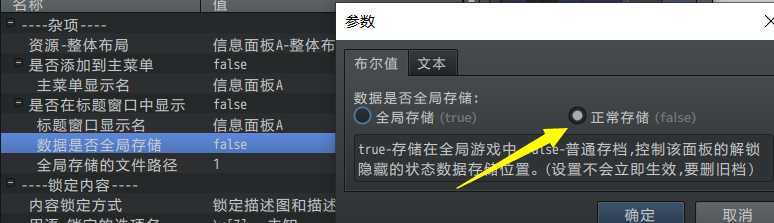 名称 值
----杂项----
资源-整体布局 信息面板A-整体布
是否添加到主菜单 false
主菜单显示名 信息面板A
是否在标题窗口中显示 false
标题窗口显示名 信息面板A
数据是否全局存储 false
全局存储的文件路径 1
----锁定内容----
内容锁定方式 锁定描述图和描述
参数
布尔值 文本
数据是否全局存储:
全局存储 (true) 正常存储 (false)
true-存储在全局游戏中,false-普通存档,控制该面板的解锁
隐藏的状态数据存储位置。(设置不会立即生效,要删旧档)
确定 取消